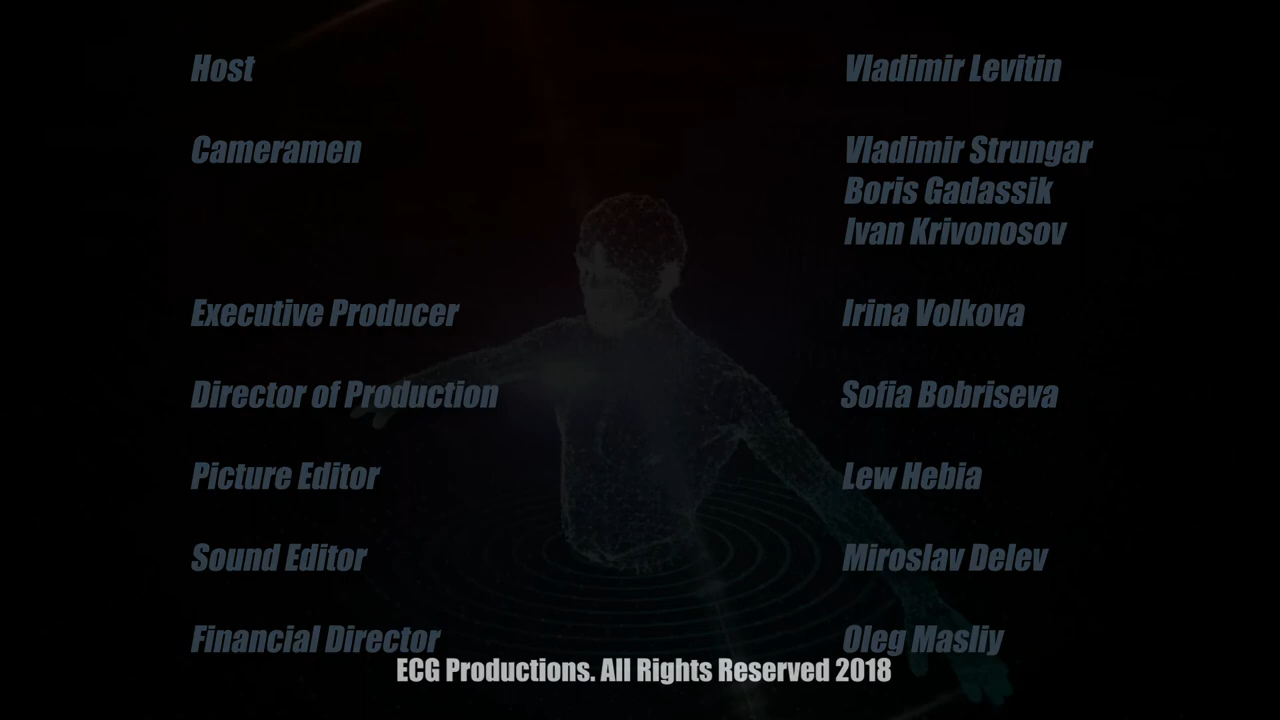 Host Vladimir Levitin
Cameramen Vladimir Strungar
Boris Gadassik
Ivan Krivonosov
Executive Producer Irina Volkova
Director of Production Sofia Bobriseva
Picture Editor Lew Hebia
Sound Editor Miroslav Delev
Financial Director Oleg Masliy
ECG Productions. All Rights Reserved 2018